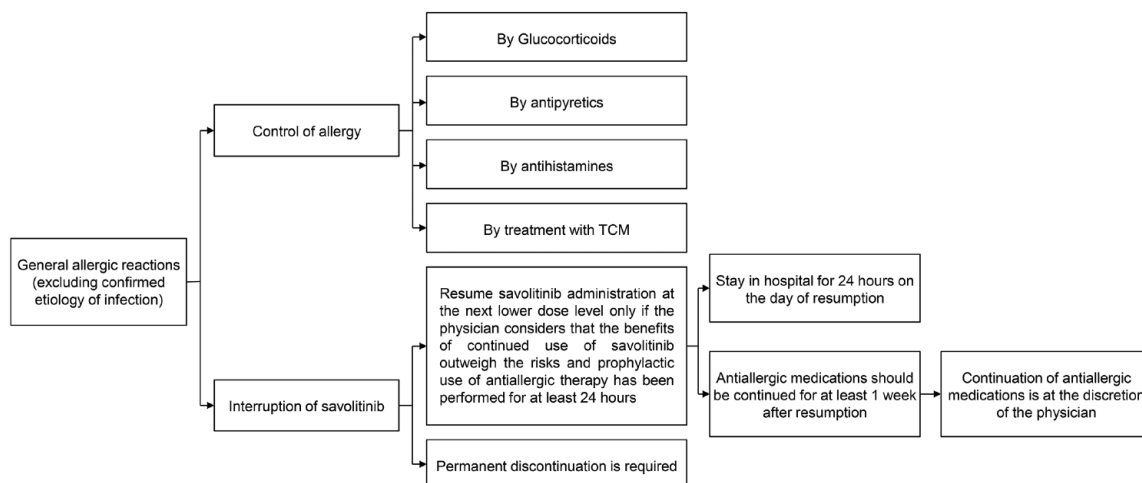 General allergic reactions
(excluding confirmed
etiology of infection)
Control of allergy
By Glucocorticoids
By antipyretics
By antihistamines
By treatment with TCM
Interruption of savolitinib
Resume savolitinib administration at
the next lower dose level only if the
physician considers that the benefits
of continued use of savolitinib
outweigh the risks and prophylactic
use of antiallergic therapy has been
performed for at least 24 hours
Permanent discontinuation is required
Stay in hospital for 24 hours on
the day of resumption
Antiallergic medications should
be continued for at least 1 week
after resumption
Continuation of antiallergic
medications is at the discretion
of the physician